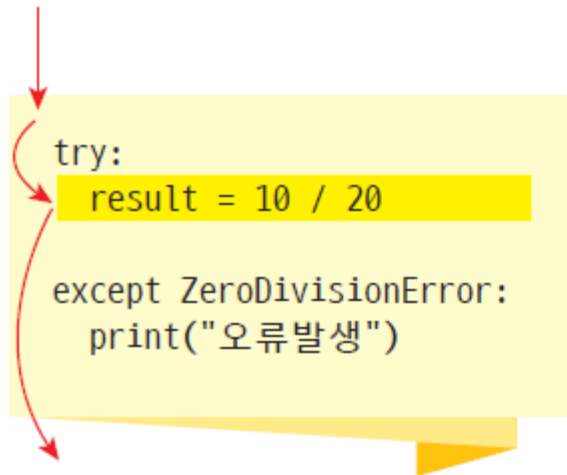 try:
result = 10 / 20
except ZeroDivisionError:
print("오류발생")